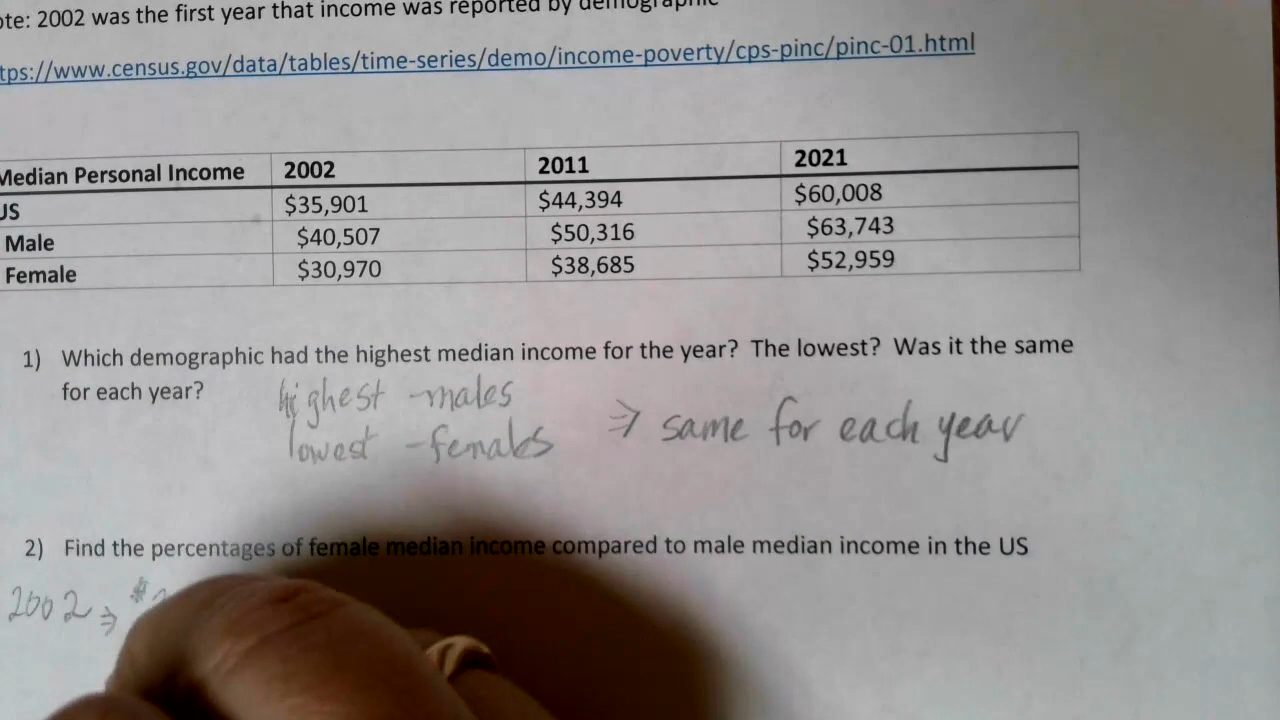 ote: 2002 was the first year that income was reported by demographic
tps://www.census.gov/data/tables/time-series/demo/income-poverty/cps-pinc/pinc-01.html
Median Personal Income 2002 2011 2021
US $35,901 $44,394 $60,008
Male $40,507 $50,316 $63,743
Female $30,970 $38,685 $52,959
1) Which demographic had the highest median income for the year? The lowest? Was it the same
for each year?
highest - males
lowest - females ⇒ same for each year
2) Find the percentages of female median income compared to male median income in the US
2002 ⇒ $